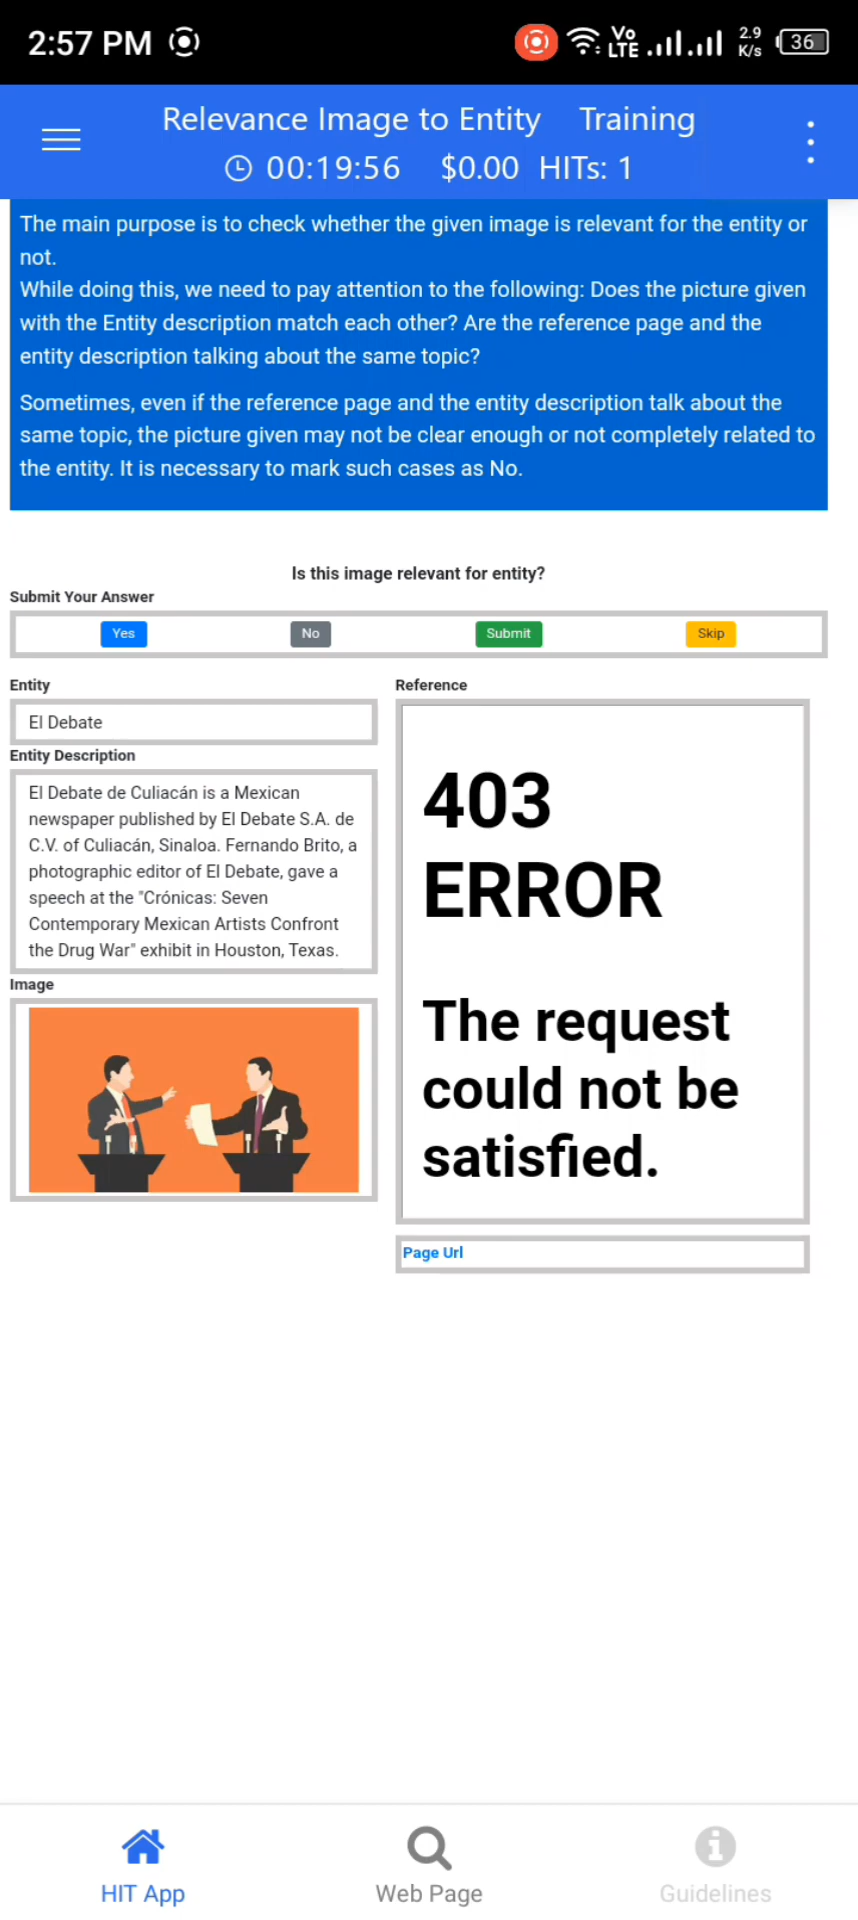 2:57 PM
Vo LTE 2.9 K/s 36
Relevance Image to Entity Training
00:19:56 $0.00 HITs: 1
The main purpose is to check whether the given image is relevant for the entity or
not.
While doing this, we need to pay attention to the following: Does the picture given
with the Entity description match each other? Are the reference page and the
entity description talking about the same topic?
Sometimes, even if the reference page and the entity description talk about the
same topic, the picture given may not be clear enough or not completely related to
the entity. It is necessary to mark such cases as No.
Is this image relevant for entity?
Submit Your Answer
Yes No Submit Skip
Entity
El Debate
Entity Description
El Debate de Culiacán is a Mexican
newspaper published by El Debate S.A. de
C.V. of Culiacán, Sinaloa. Fernando Brito, a
photographic editor of El Debate, gave a
speech at the "Crónicas: Seven
Contemporary Mexican Artists Confront
the Drug War" exhibit in Houston, Texas.
Image
Reference
403
ERROR
The request
could not be
satisfied.
Page Url
HIT App Web Page Guidelines